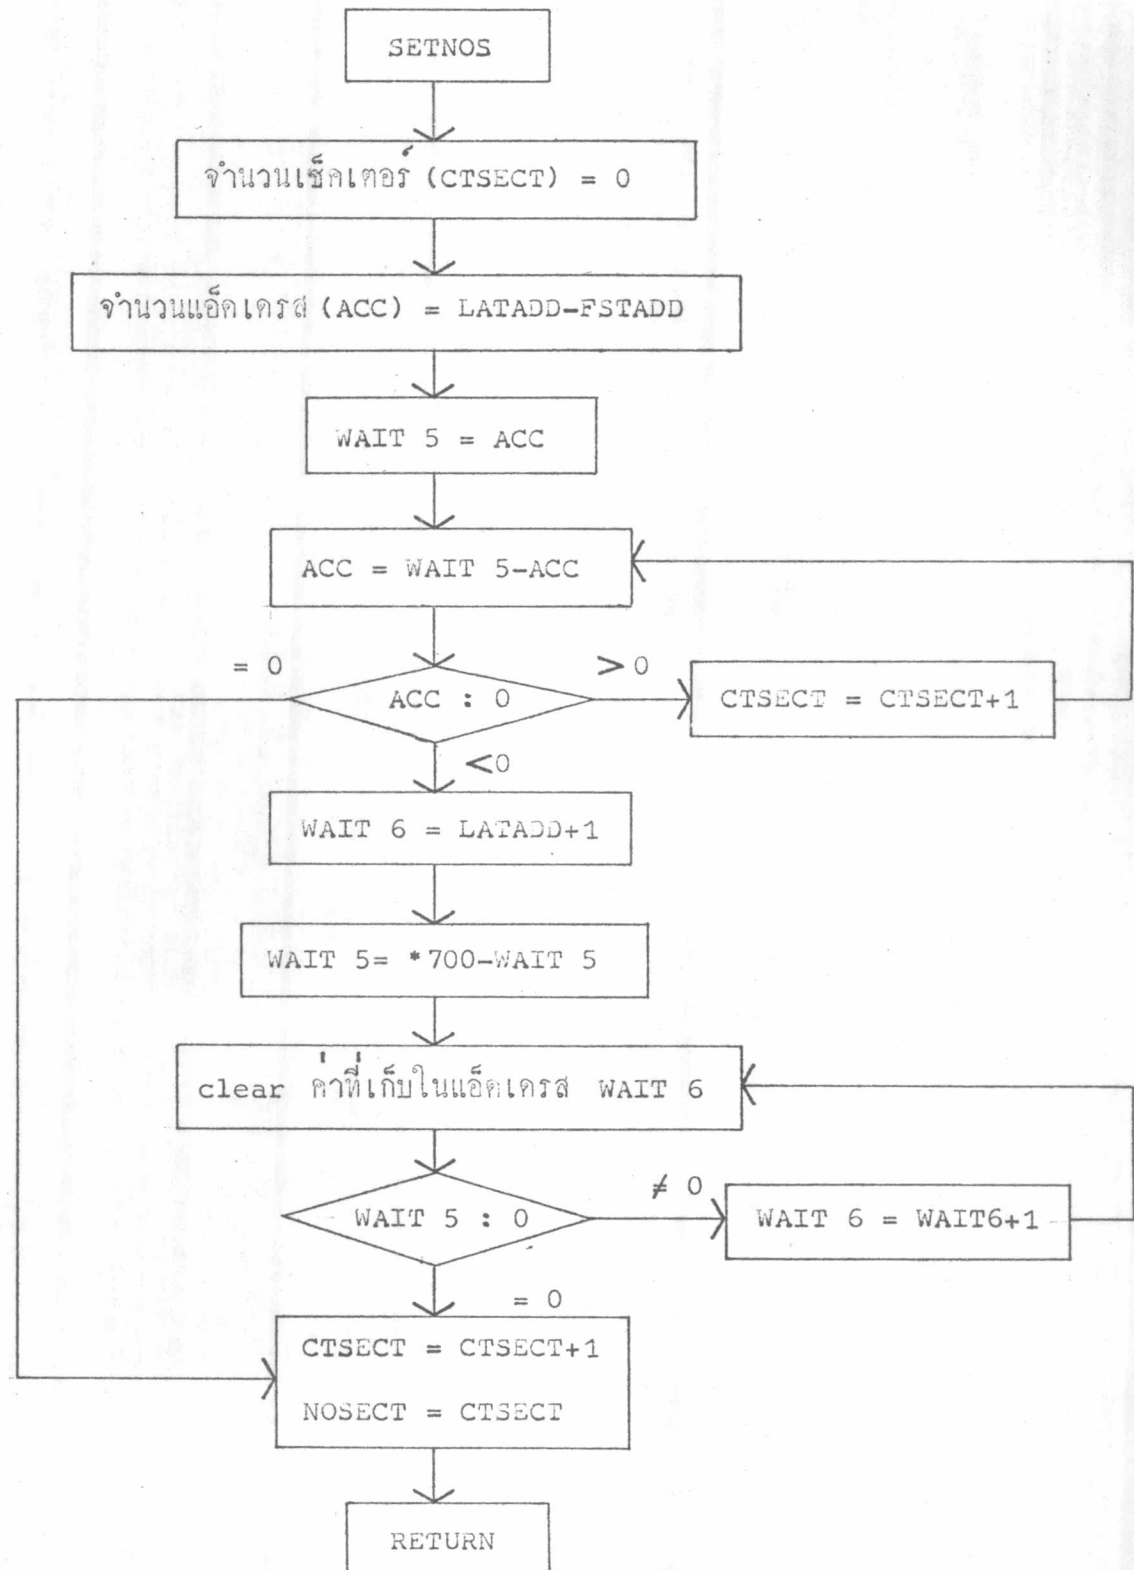 SETNOS
จำนวนเซ็คเตอร์ (CTSECT) = 0
จำนวนแอ็คเดรส (ACC) = LATADD-FSTADD
WAIT 5 = ACC
ACC = WAIT 5-ACC
= 0
> 0
ACC : 0
CTSECT = CTSECT+1
<0
WAIT 6 = LATADD+1
WAIT 5= *700-WAIT 5
clear ค่าที่เก็บในแอ็คเดรส WAIT 6
≠ 0
WAIT 5 : 0
WAIT 6 = WAIT6+1
= 0
CTSECT = CTSECT+1
NOSECT = CTSECT
RETURN